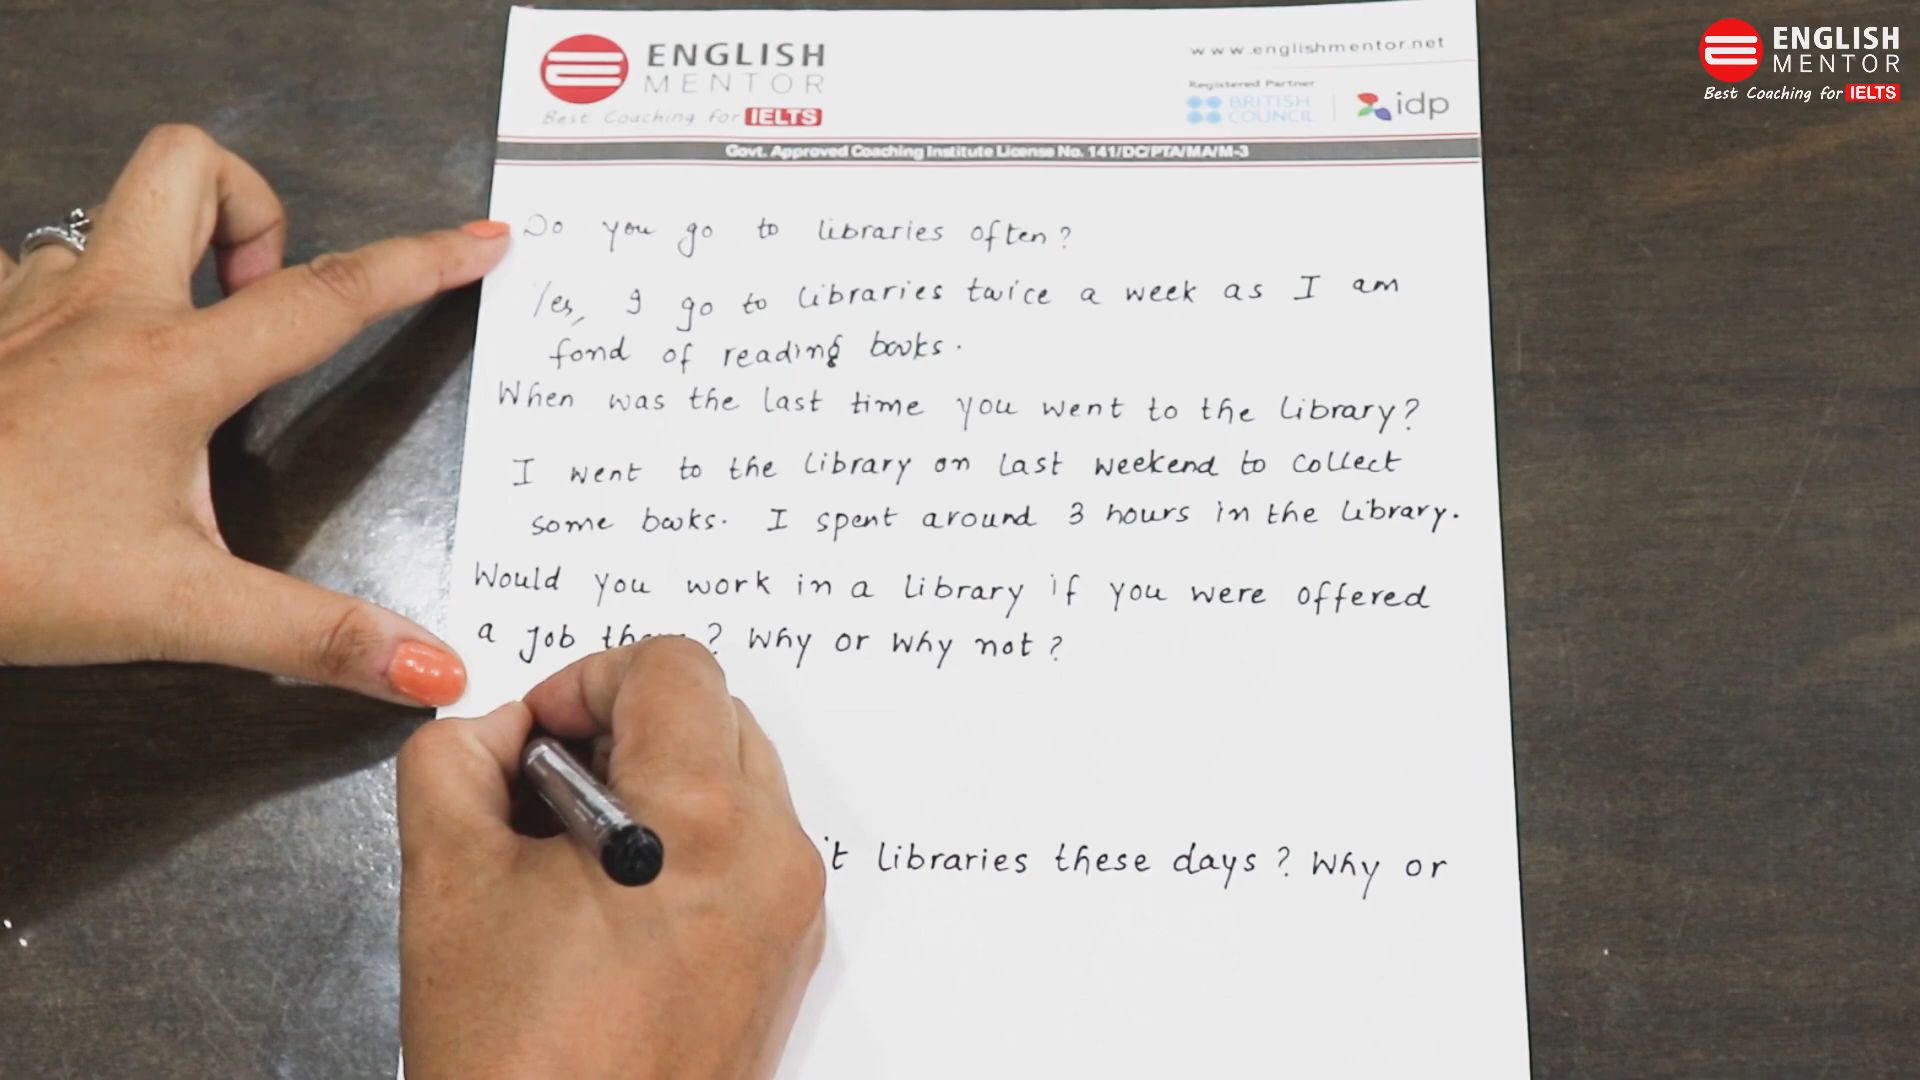 ENGLISH
MENTOR
Best Coaching for IELTS
www.englishmentor.net
Registered Partner
BRITISH
COUNCIL
idp
Govt. Approved Coaching Institute License No. 141/DC/PTA/MA/M-3
ENGLISH
MENTOR
Best Coaching for IELTS
Do you go to libraries often?
Yes, I go to libraries twice a week as I am
fond of reading books.
When was the last time you went to the library?
I went to the library on last weekend to collect
some books. I spent around 3 hours in the library.
Would you work in a library if you were offered
a job ? Why or why not?
libraries these days? Why or